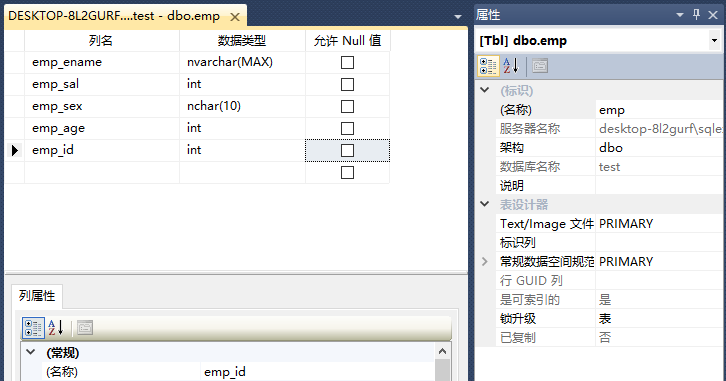 DESKTOP-8L2GURF....test - dbo.emp
列名 数据类型 允许 Null 值
emp_ename nvarchar(MAX)
emp_sal int
emp_sex nchar(10)
emp_age int
emp_id int
列属性
(常规)
(名称) emp_id
属性
[Tbl] dbo.emp
(标识)
(名称) emp
服务器名称 desktop-8l2gurf\sqlex
架构 dbo
数据库名称 test
说明
表设计器
Text/Image 文件 PRIMARY
标识列
常规数据空间规范 PRIMARY
行 GUID 列
是可索引的 是
锁升级 表
已复制 否